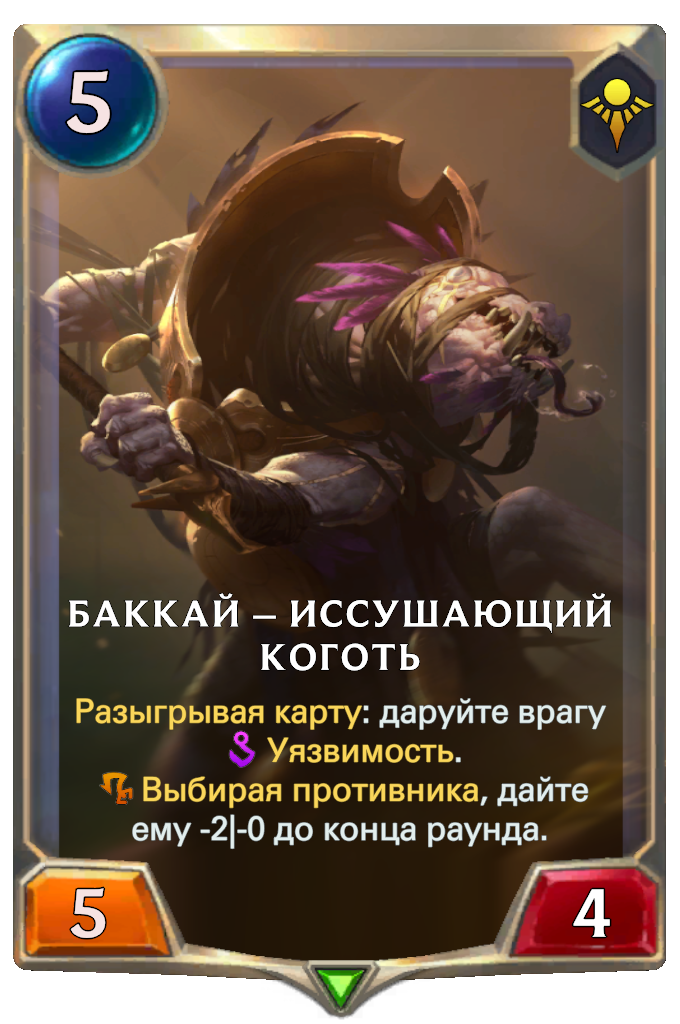 5
БАККАЙ – ИССУШАЮЩИЙ
КОГОТЬ
Разыгрывая карту: даруйте врагу
Уязвимость.
Выбирая противника, дайте
ему -2|-0 до конца раунда.
5
4